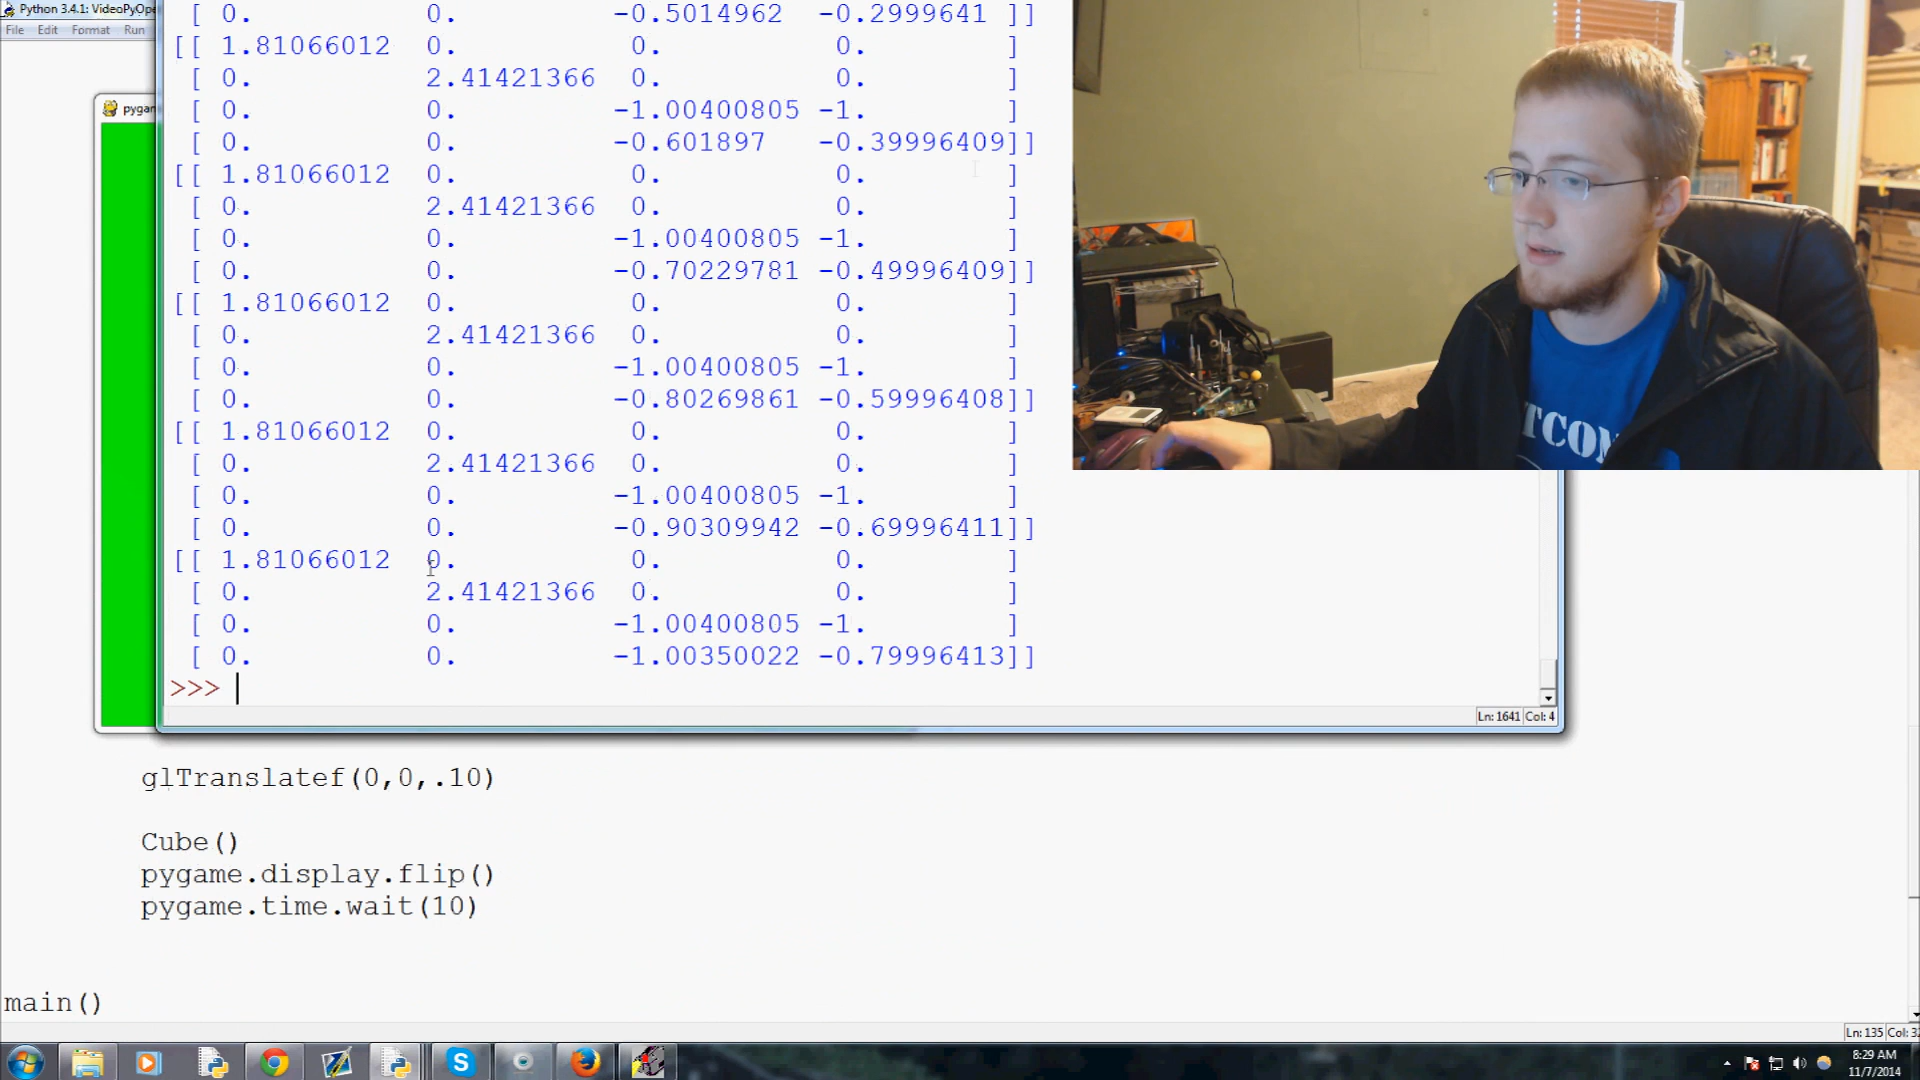 Python 3.4.1: VideoPyOpe
File Edit Format Run
pygam
[ 0. 0. -0.5014962 -0.2999641 ]]
[[ 1.81066012 0. 0. 0. ]
[ 0. 2.41421366 0. 0. ]
[ 0. 0. -1.00400805 -1. ]
[ 0. 0. -0.601897 -0.39996409]]
[[ 1.81066012 0. 0. 0. ]
[ 0. 2.41421366 0. 0. ]
[ 0. 0. -1.00400805 -1. ]
[ 0. 0. -0.70229781 -0.49996409]]
[[ 1.81066012 0. 0. 0. ]
[ 0. 2.41421366 0. 0. ]
[ 0. 0. -1.00400805 -1. ]
[ 0. 0. -0.80269861 -0.59996408]]
[[ 1.81066012 0. 0. 0. ]
[ 0. 2.41421366 0. 0. ]
[ 0. 0. -1.00400805 -1. ]
[ 0. 0. -0.90309942 -0.69996411]]
[[ 1.81066012 0. 0. 0. ]
[ 0. 2.41421366 0. 0. ]
[ 0. 0. -1.00400805 -1. ]
[ 0. 0. -1.00350022 -0.79996413]]
>>>
Ln: 1641 Col: 4
TCOM
glTranslatef(0,0,.10)
Cube()
pygame.display.flip()
pygame.time.wait(10)
main()
Ln: 135 Col: 32
8:29 AM
11/7/2014